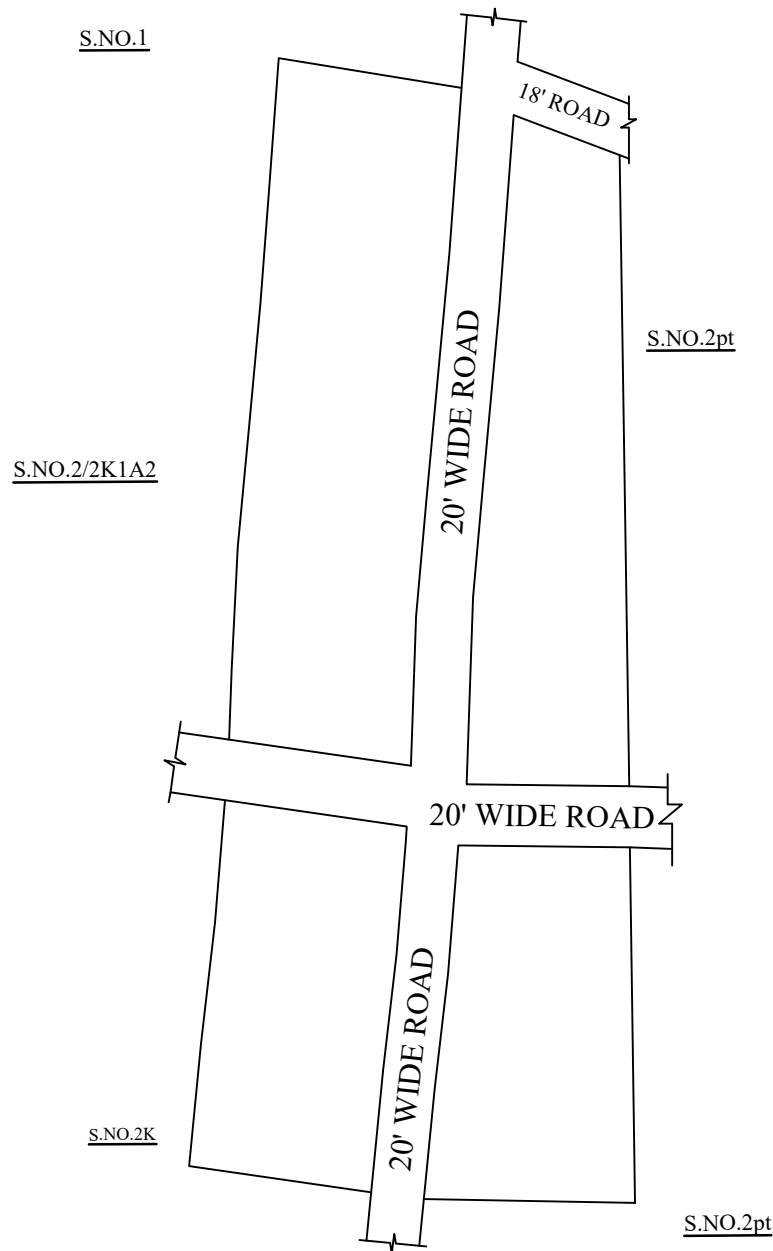 S.NO.1
18' ROAD
S.NO.2pt
20' WIDE ROAD
S.NO.2/2K1A2
20' WIDE ROAD
20' WIDE ROAD
S.NO.2K
S.NO.2pt